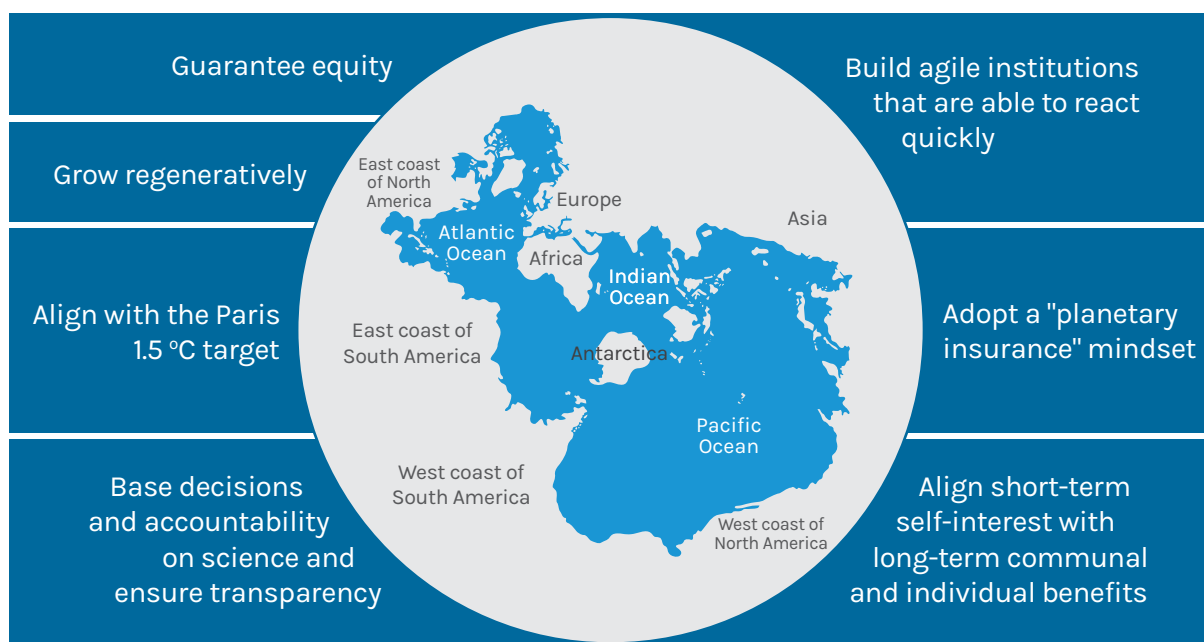 Guarantee equity
Grow regeneratively
Align with the Paris
1.5 ºC target
Base decisions
and accountability
on science and
ensure transparency
East coast
of North
America
Europe
Asia
Atlantic
Ocean
Africa
Indian
Ocean
East coast of
South America
Antarctica
Pacific
Ocean
West coast of
South America
West coast of
North America
Build agile institutions
that are able to react
quickly
Adopt a "planetary
insurance" mindset
Align short-term
self-interest with
long-term communal
and individual benefits